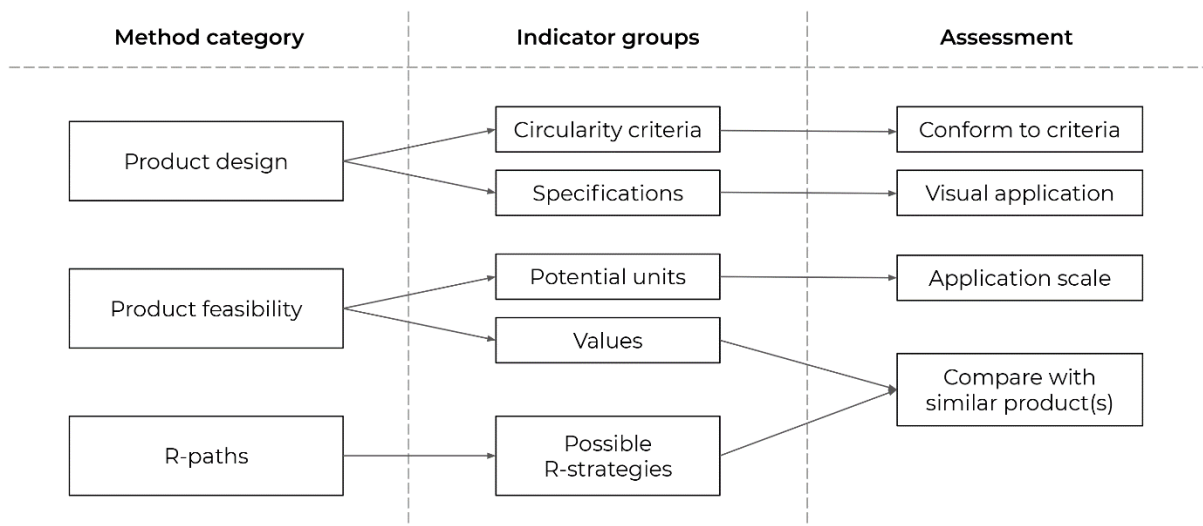 Method category
Indicator groups
Assessment
Product design
Circularity criteria
Conform to criteria
Specifications
Visual application
Product feasibility
Potential units
Application scale
Values
Compare with
similar product(s)
R-paths
Possible
R-strategies